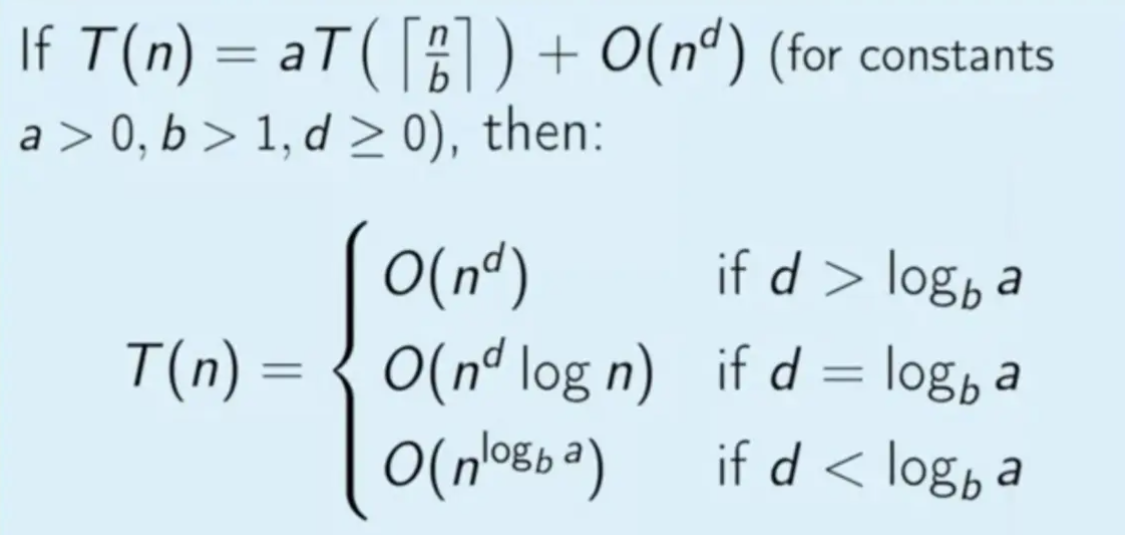 If T(n) = aT(⌈n/b⌉) + O(n^d) (for constants
a > 0, b > 1, d ≥ 0), then:
O(n^d) if d > log_b a
T(n) = { O(n^d log n) if d = log_b a
O(n^{log_b a}) if d < log_b a